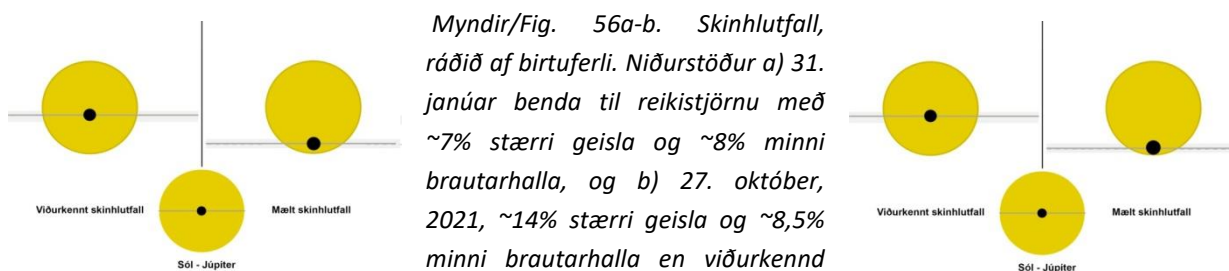 Viðurkennt skinhlutfall
Mælt skinhlutfall
Sól - Júpiter
Myndir/Fig. 56a-b. Skinhlutfall,
ráðið af birtuferli. Niðurstöður a) 31.
janúar benda til reikistjörnu með
~7% stærri geisla og ~8% minni
brautarhalla, og b) 27. október,
2021, ~14% stærri geisla og ~8,5%
minni brautarhalla en viðurkennd
Viðurkennt skinhlutfall
Mælt skinhlutfall
Sól - Júpiter